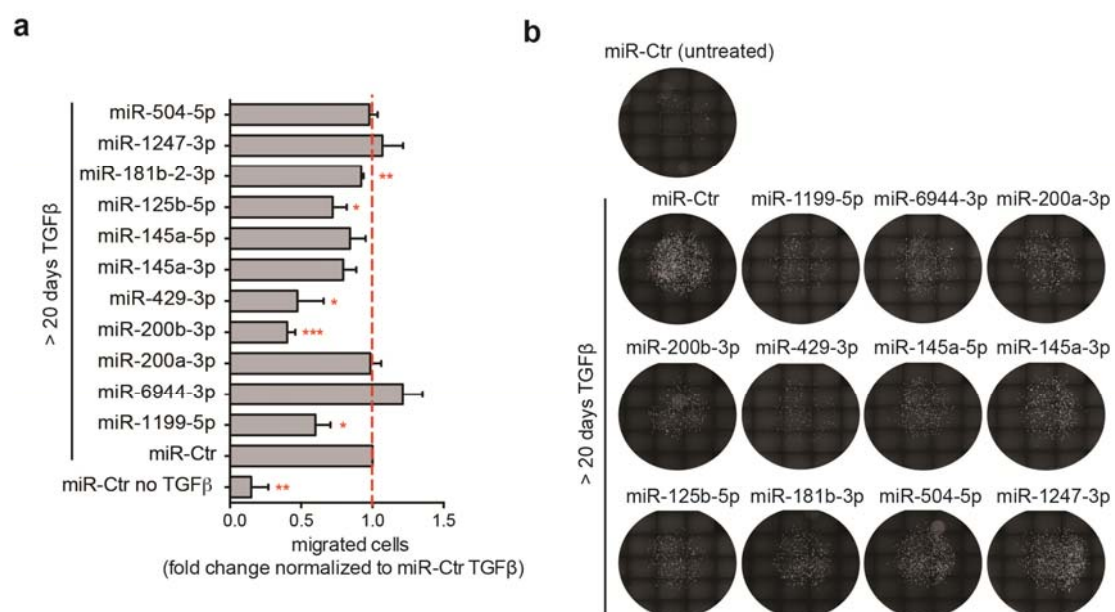 a
> 20 days TGFβ
miR-504-5p
miR-1247-3p
miR-181b-2-3p
**
miR-125b-5p
*
miR-145a-5p
miR-145a-3p
miR-429-3p
*
miR-200b-3p
***
miR-200a-3p
miR-6944-3p
miR-1199-5p
*
miR-Ctr
miR-Ctr no TGFβ
**
0.0 0.5 1.0 1.5
migrated cells
(fold change normalized to miR-Ctr TGFβ)
b
miR-Ctr (untreated)
> 20 days TGFβ
miR-Ctr miR-1199-5p miR-6944-3p miR-200a-3p
miR-200b-3p miR-429-3p miR-145a-5p miR-145a-3p
miR-125b-5p miR-181b-3p miR-504-5p miR-1247-3p